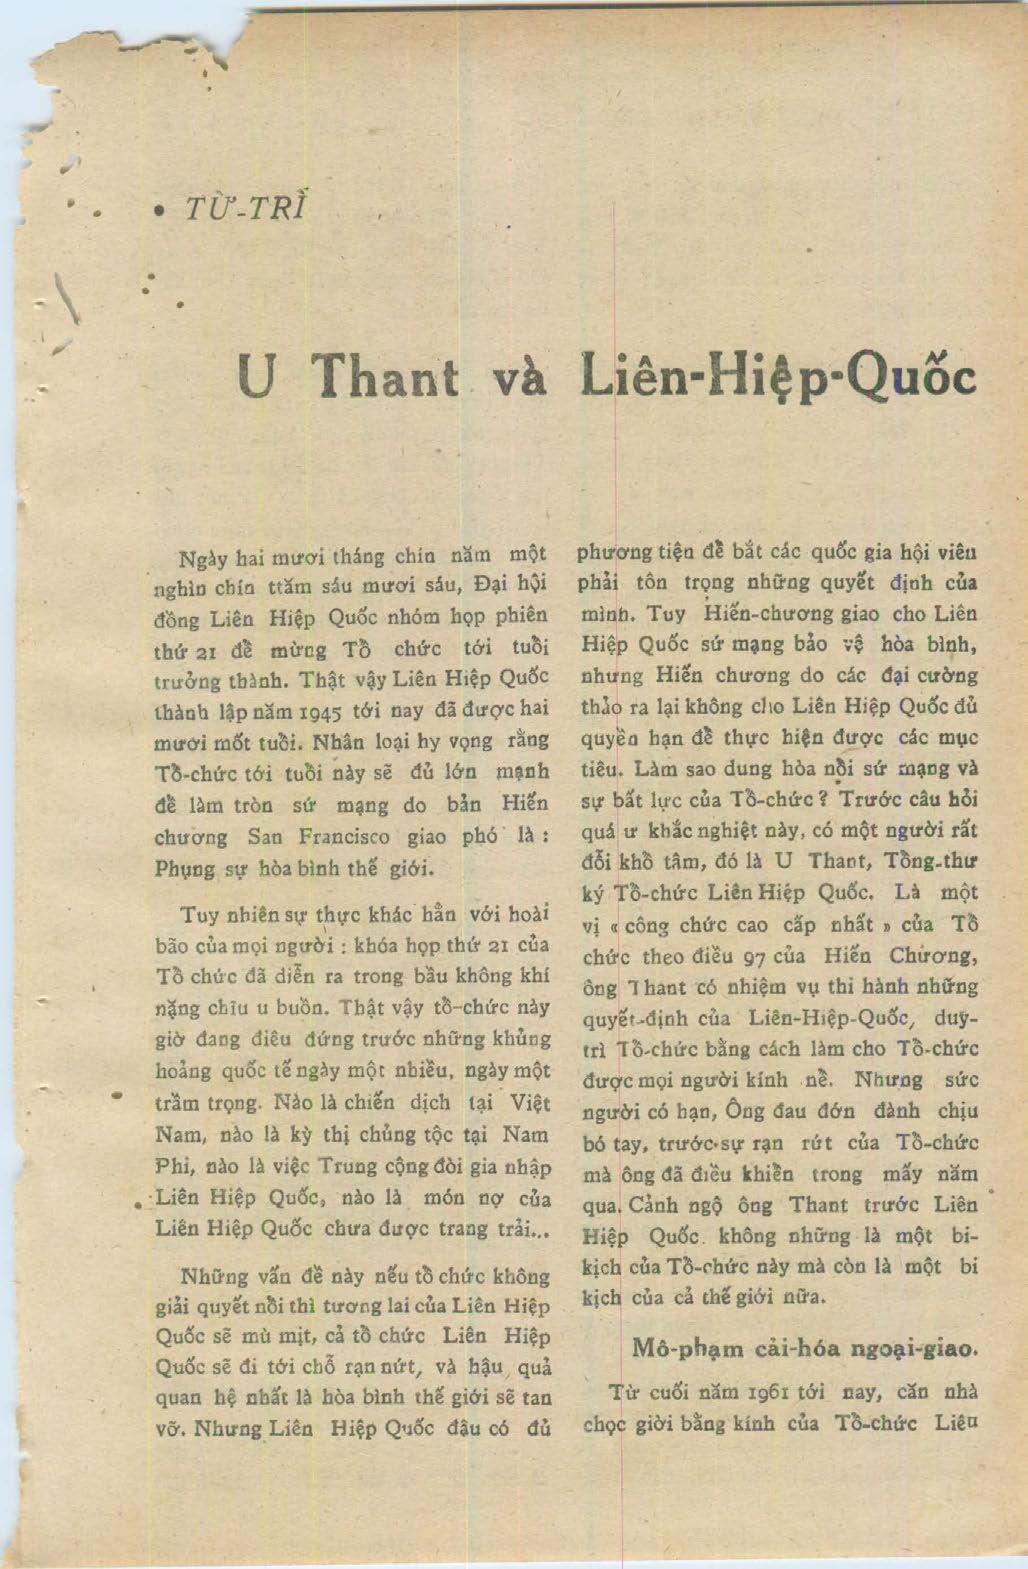 • TỪ-TRÌ
U Thant và Liên-Hiệp-Quốc
Ngày hai mươi tháng chín năm một
nghìn chín ttăm sáu mươi sáu, Đại hội
đồng Liên Hiệp Quốc nhóm họp phiên
thứ 21 để mừng Tổ chức tới tuổi
trưởng thành. Thật vậy Liên Hiệp Quốc
thành lập năm 1945 tới nay đã được hai
mươi mốt tuổi. Nhân loại hy vọng rằng
Tổ-chức tới tuổi này sẽ đủ lớn mạnh
để làm tròn sứ mạng do bản Hiến
chương San Francisco giao phó là :
Phụng sự hòa bình thế giới.
Tuy nhiên sự thực khác hẳn với hoài
bão của mọi người : khóa họp thứ 21 của
Tổ chức đã diễn ra trong bầu không khí
nặng chĩu u buồn. Thật vậy tổ-chức này
giờ đang điêu đứng trước những khủng
hoảng quốc tế ngày một nhiều, ngày một
trầm trọng. Nào là chiến dịch tại Việt
Nam, nào là kỳ thị chủng tộc tại Nam
Phi, nào là việc Trung cộng đòi gia nhập
Liên Hiệp Quốc, nào là món nợ của
Liên Hiệp Quốc chưa được trang trải...
Những vấn đề này nếu tổ chức không
giải quyết nổi thì tương lai của Liên Hiệp
Quốc sẽ mù mịt, cả tổ chức Liên Hiệp
Quốc sẽ đi tới chỗ rạn nứt, và hậu quả
quan hệ nhất là hòa bình thế giới sẽ tan
vỡ. Nhưng Liên Hiệp Quốc đậu có đủ
phương tiện để bắt các quốc gia hội viên
phải tôn trọng những quyết định của
mình. Tuy Hiến-chương giao cho Liên
Hiệp Quốc sứ mạng bảo vệ hòa bình,
nhưng Hiến chương do các đại cường
thảo ra lại không cho Liên Hiệp Quốc đủ
quyền hạn để thực hiện được các mục
tiêu. Làm sao dung hòa nổi sứ mạng và
sự bất lực của Tổ-chức ? Trước câu hỏi
quá ư khắc nghiệt này, có một người rất
đỗi khổ tâm, đó là U Thant, Tổng-thư
ký Tổ-chức Liên Hiệp Quốc. Là một
vị « công chức cao cấp nhất » của Tổ
chức theo điều 97 của Hiến Chương,
ông Thant có nhiệm vụ thi hành những
quyết-định của Liên-Hiệp-Quốc, duỹ-
trì Tổ-chức bằng cách làm cho Tổ-chức
được mọi người kính nể. Nhưng sức
người có hạn, Ông đau đớn đành chịu
bó tay, trước sự rạn rút của Tổ-chức
mà ông đã điều khiển trong mấy năm
qua. Cảnh ngộ ông Thant trước Liên
Hiệp Quốc không những là một bi-
kịch của Tổ-chức này mà còn là một bi
kịch của cả thế giới nữa.
Mô-phạm cải-hóa ngoại-giao.
Từ cuối năm 1961 tới nay, căn nhà
chọc giời bằng kính của Tổ-chức Liên